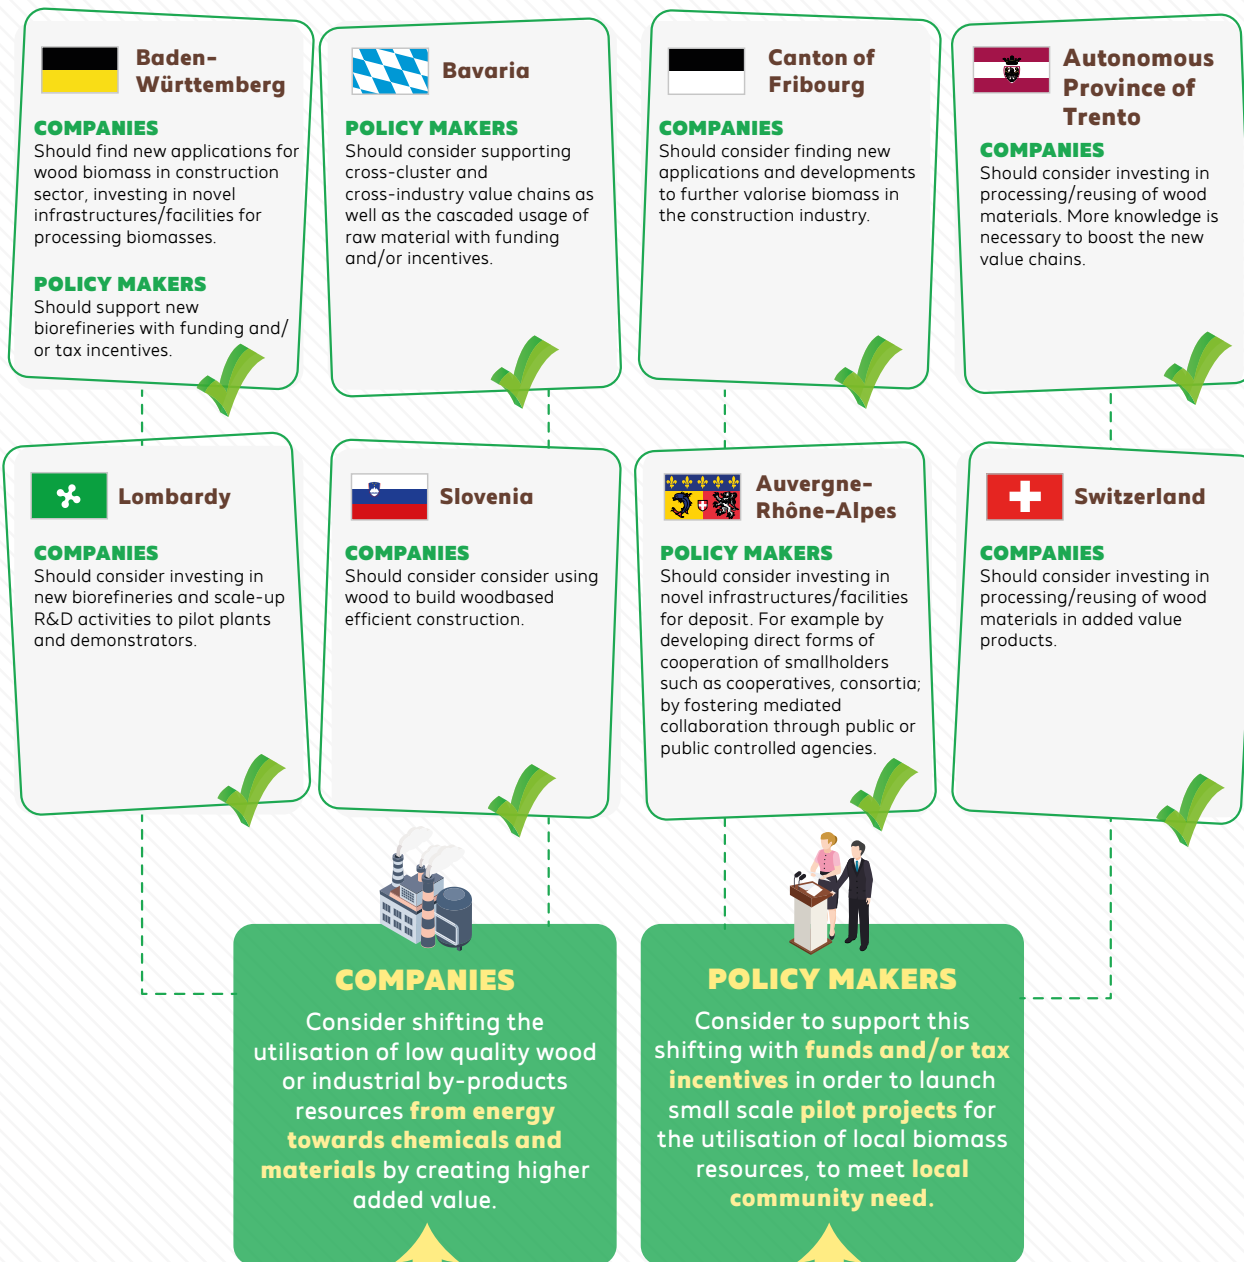 Baden-
Württemberg
COMPANIES
Should find new applications for
wood biomass in construction
sector, investing in novel
infrastructures/facilities for
processing biomasses.
POLICY MAKERS
Should support new
biorefineries with funding and/
or tax incentives.
Bavaria
POLICY MAKERS
Should consider supporting
cross-cluster and
cross-industry value chains as
well as the cascaded usage of
raw material with funding
and/or incentives.
Canton of
Fribourg
COMPANIES
Should consider finding new
applications and developments
to further valorise biomass in
the construction industry.
Autonomous
Province of
Trento
COMPANIES
Should consider investing in
processing/reusing of wood
materials. More knowledge is
necessary to boost the new
value chains.
Lombardy
COMPANIES
Should consider investing in
new biorefineries and scale-up
R&D activities to pilot plants
and demonstrators.
Slovenia
COMPANIES
Should consider consider using
wood to build woodbased
efficient construction.
Auvergne-
Rhône-Alpes
POLICY MAKERS
Should consider investing in
novel infrastructures/facilities
for deposit. For example by
developing direct forms of
cooperation of smallholders
such as cooperatives, consortia;
by fostering mediated
collaboration through public or
public controlled agencies.
Switzerland
COMPANIES
Should consider investing in
processing/reusing of wood
materials in added value
products.
COMPANIES
Consider shifting the
utilisation of low quality wood
or industrial by-products
resources from energy
towards chemicals and
materials by creating higher
added value.
POLICY MAKERS
Consider to support this
shifting with funds and/or tax
incentives in order to launch
small scale pilot projects for
the utilisation of local biomass
resources, to meet local
community need.